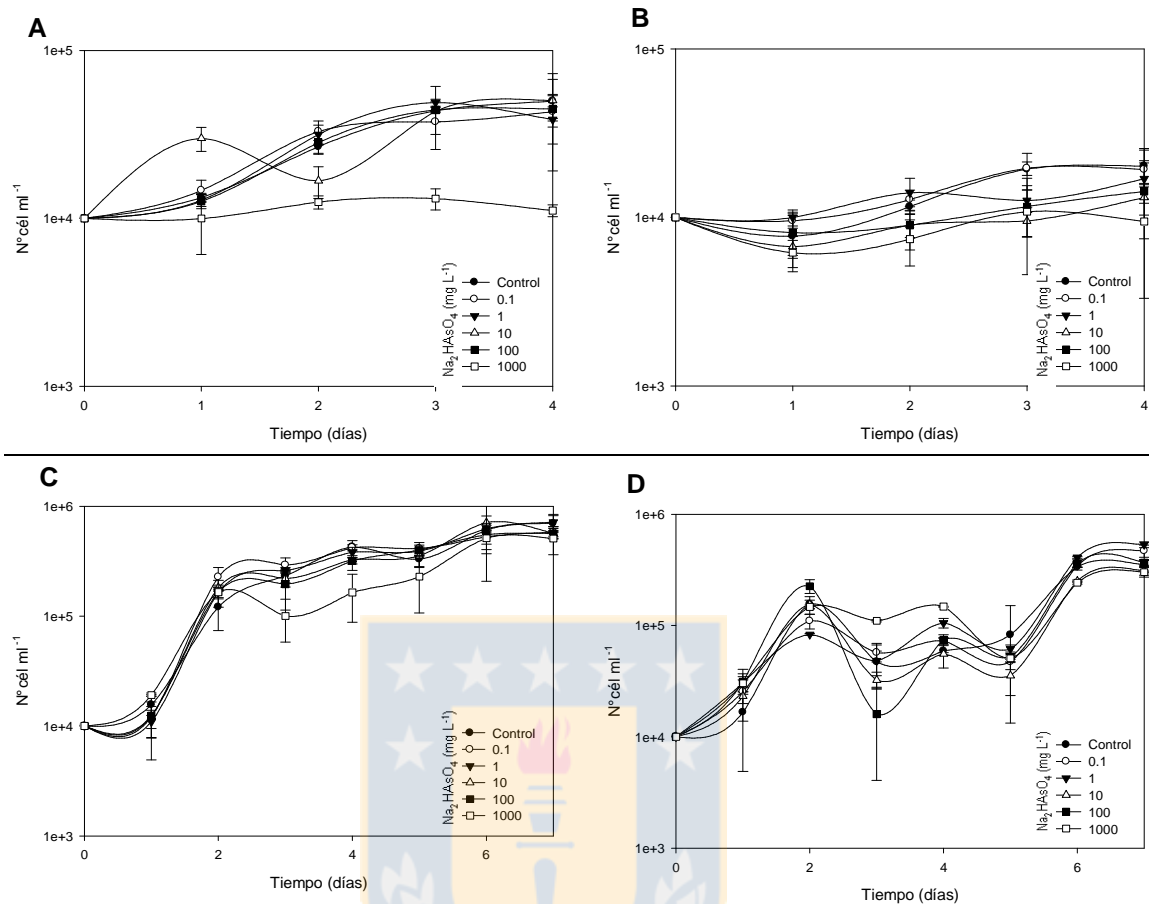 A
1e+5
1e+4
1e+3
N° cél ml-1
0 1 2 3 4
Tiempo (días)
Na2HAsO4 (mg L-1)
Control
0.1
1
10
100
1000
B
1e+5
1e+4
1e+3
N° cél ml-1
0 1 2 3 4
Tiempo (días)
Na2HAsO4 (mg L-1)
Control
0.1
1
10
100
1000
C
1e+6
1e+5
1e+4
1e+3
N° cél ml-1
0 2 4 6
Tiempo (días)
Na2HAsO4 (mg L-1)
Control
0.1
1
10
100
1000
D
1e+6
1e+5
1e+4
1e+3
N° cél ml-1
0 2 4 6
Tiempo (días)
Na2HAsO4 (mg L-1)
Control
0.1
1
10
100
1000